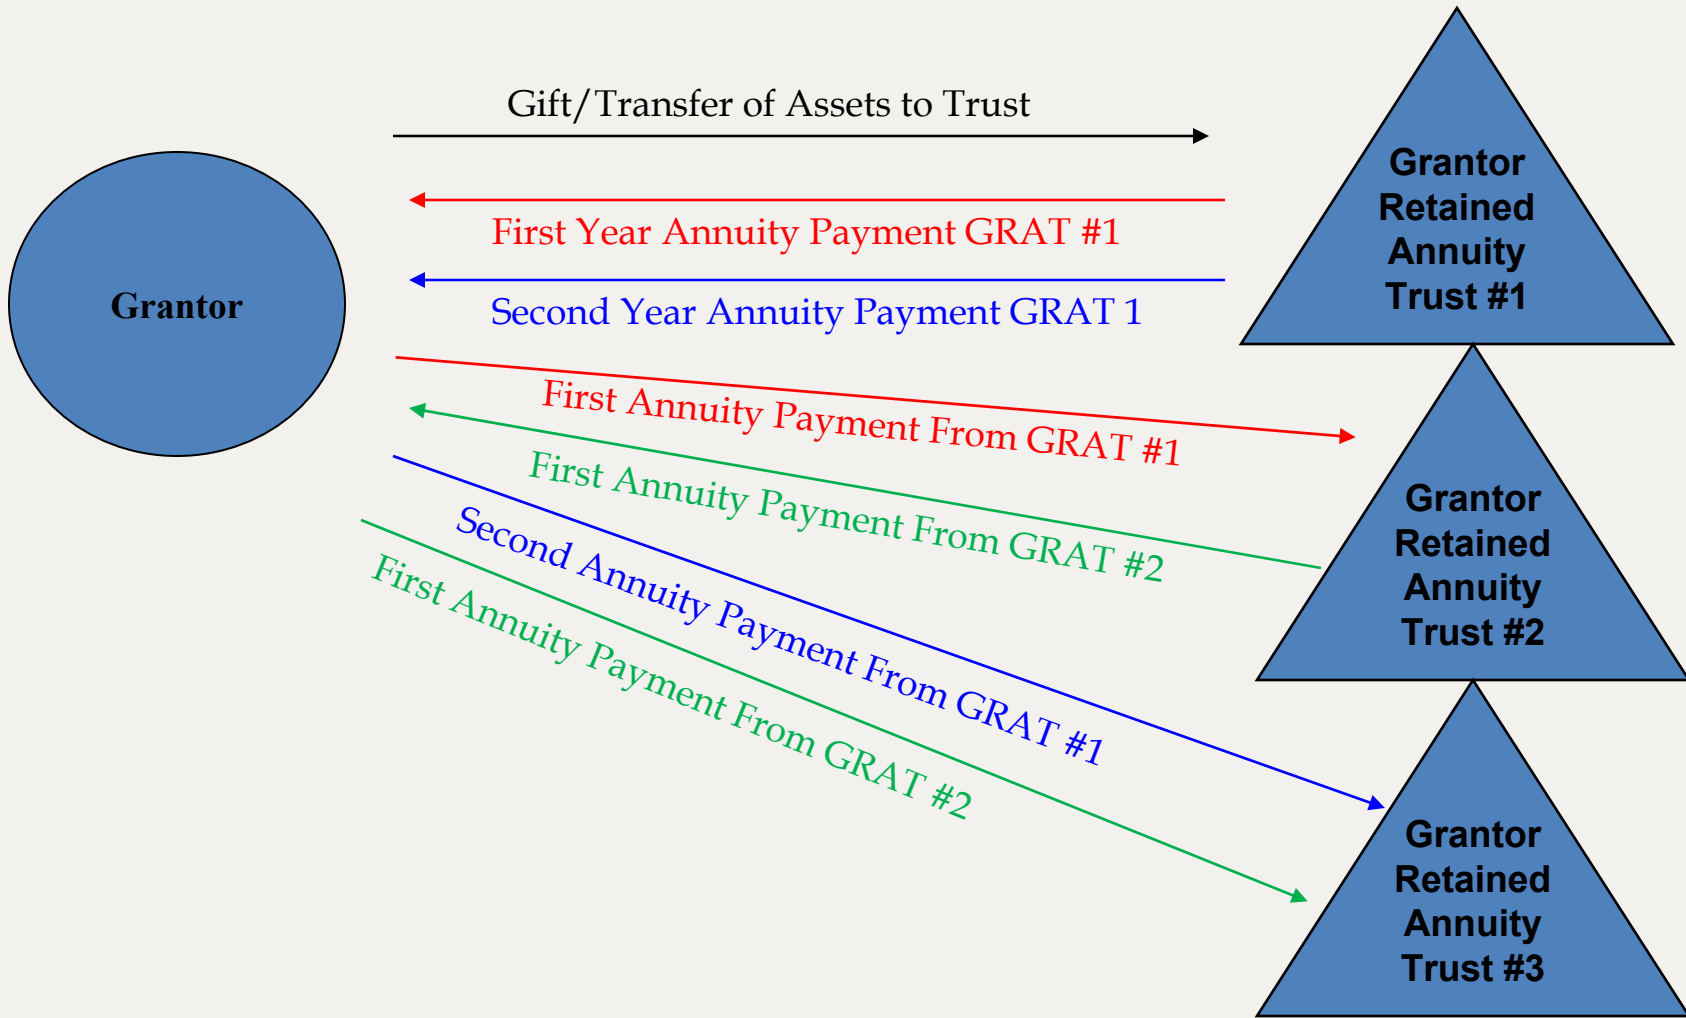 Gift/Transfer of Assets to Trust
Grantor
Retained
Annuity
Trust #1
First Year Annuity Payment GRAT #1
Grantor
Second Year Annuity Payment GRAT 1
First Annuity Payment From GRAT #1
First Annuity Payment From GRAT #2
Grantor
Retained
Annuity
Trust #2
Second Annuity Payment From GRAT #1
First Annuity Payment From GRAT #2
Grantor
Retained
Annuity
Trust #3